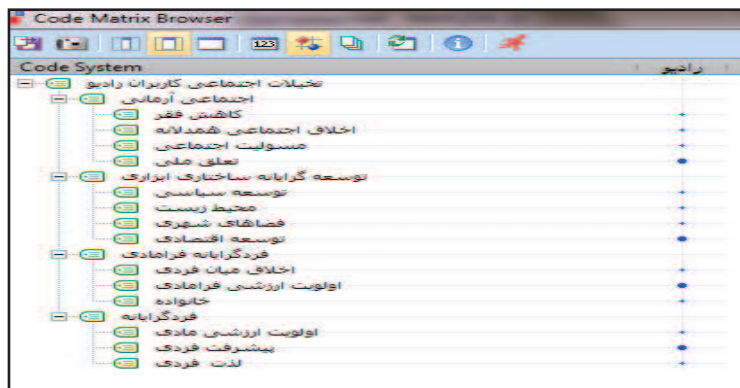 Code Matrix Browser
123
Code System رادیو
تخیلات اجتماعی کاربران رادیو
اجتماعی آرمانی
کاهش فقر
اخلاق اجتماعی همدلانه
مسولیت اجتماعی
تعلق ملی
توسعه گرایانه ساختاری ابزاری
توسعه سیاسی
محیط زیست
فضاهای شهری
توسعه اقتصادی
فردگرایانه فرامادی
اخلاق میان فردی
اولویت ارزشی فرامادی
خانواده
فردگرایانه
اولویت ارزشی مادی
پیشرفت فردی
لذت فردی